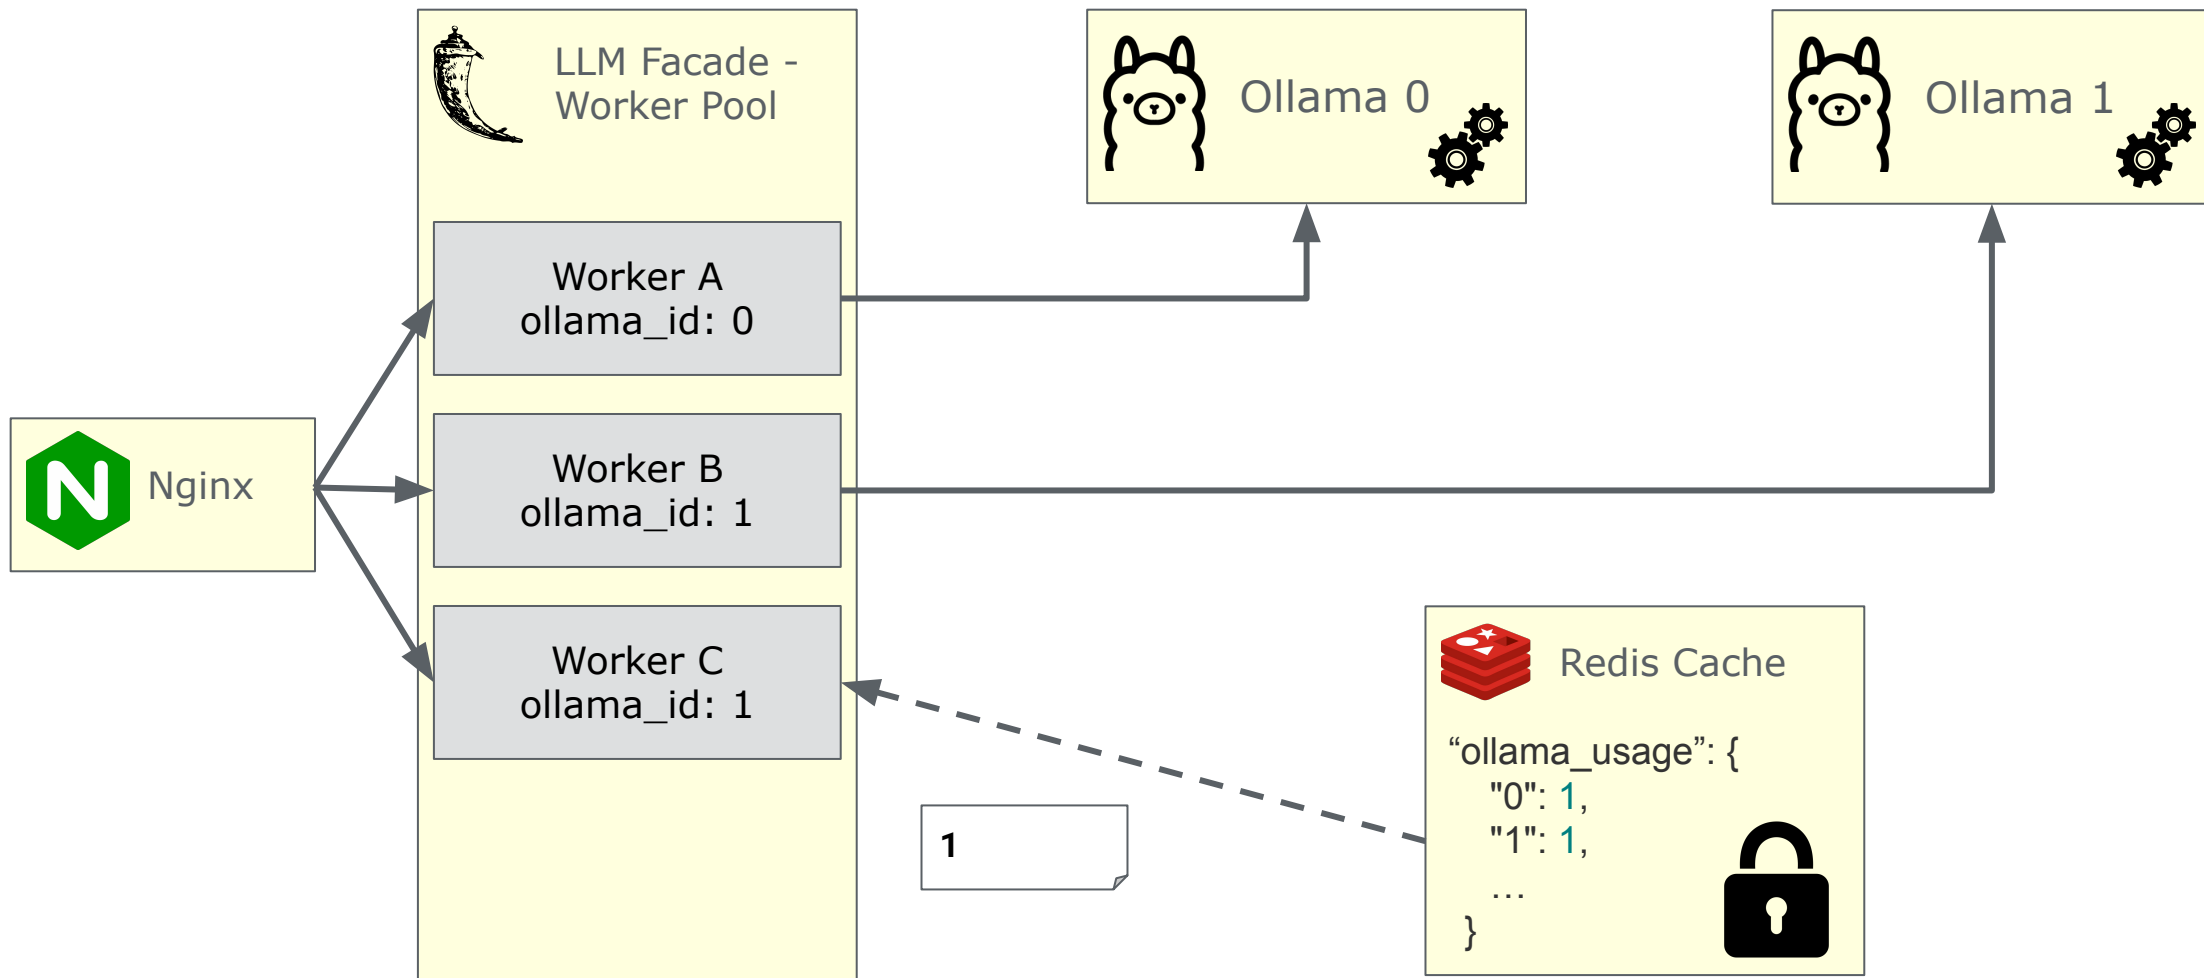 LLM Facade -
Worker Pool
Ollama 0
Ollama 1
Worker A
ollama_id: 0
Nginx
Worker B
ollama_id: 1
Worker C
ollama_id: 1
1
Redis Cache
“ollama_usage”: {
"0": 1,
"1": 1,
…
}